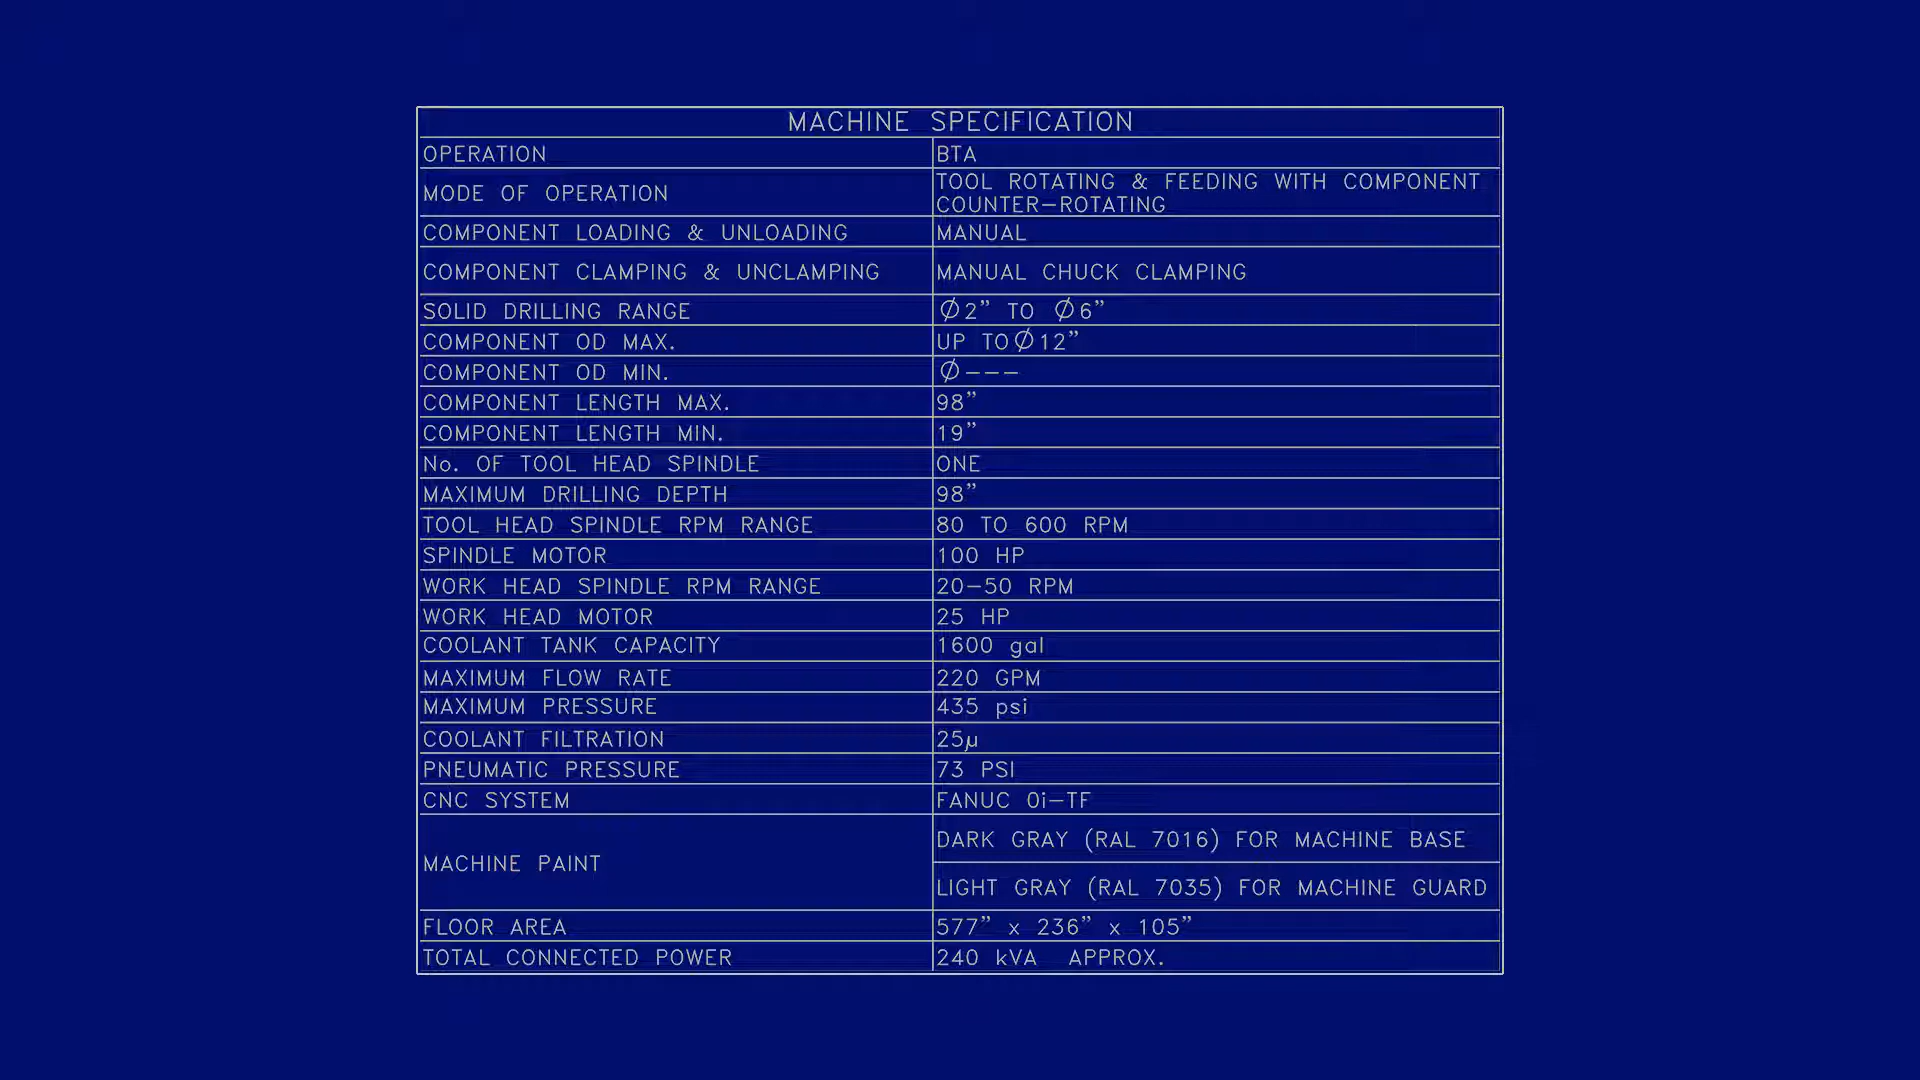 MACHINE SPECIFICATION
OPERATION BTA
MODE OF OPERATION TOOL ROTATING & FEEDING WITH COMPONENT
COUNTER-ROTATING
COMPONENT LOADING & UNLOADING MANUAL
COMPONENT CLAMPING & UNCLAMPING MANUAL CHUCK CLAMPING
SOLID DRILLING RANGE Ø2" TO Ø6"
COMPONENT OD MAX. UP TO Ø12"
COMPONENT OD MIN. Ø---
COMPONENT LENGTH MAX. 98"
COMPONENT LENGTH MIN. 19"
No. OF TOOL HEAD SPINDLE ONE
MAXIMUM DRILLING DEPTH 98"
TOOL HEAD SPINDLE RPM RANGE 80 TO 600 RPM
SPINDLE MOTOR 100 HP
WORK HEAD SPINDLE RPM RANGE 20-50 RPM
WORK HEAD MOTOR 25 HP
COOLANT TANK CAPACITY 1600 gal
MAXIMUM FLOW RATE 220 GPM
MAXIMUM PRESSURE 435 psi
COOLANT FILTRATION 25µ
PNEUMATIC PRESSURE 73 PSI
CNC SYSTEM FANUC 0i-TF
MACHINE PAINT DARK GRAY (RAL 7016) FOR MACHINE BASE
LIGHT GRAY (RAL 7035) FOR MACHINE GUARD
FLOOR AREA 577" x 236" x 105"
TOTAL CONNECTED POWER 240 kVA APPROX.